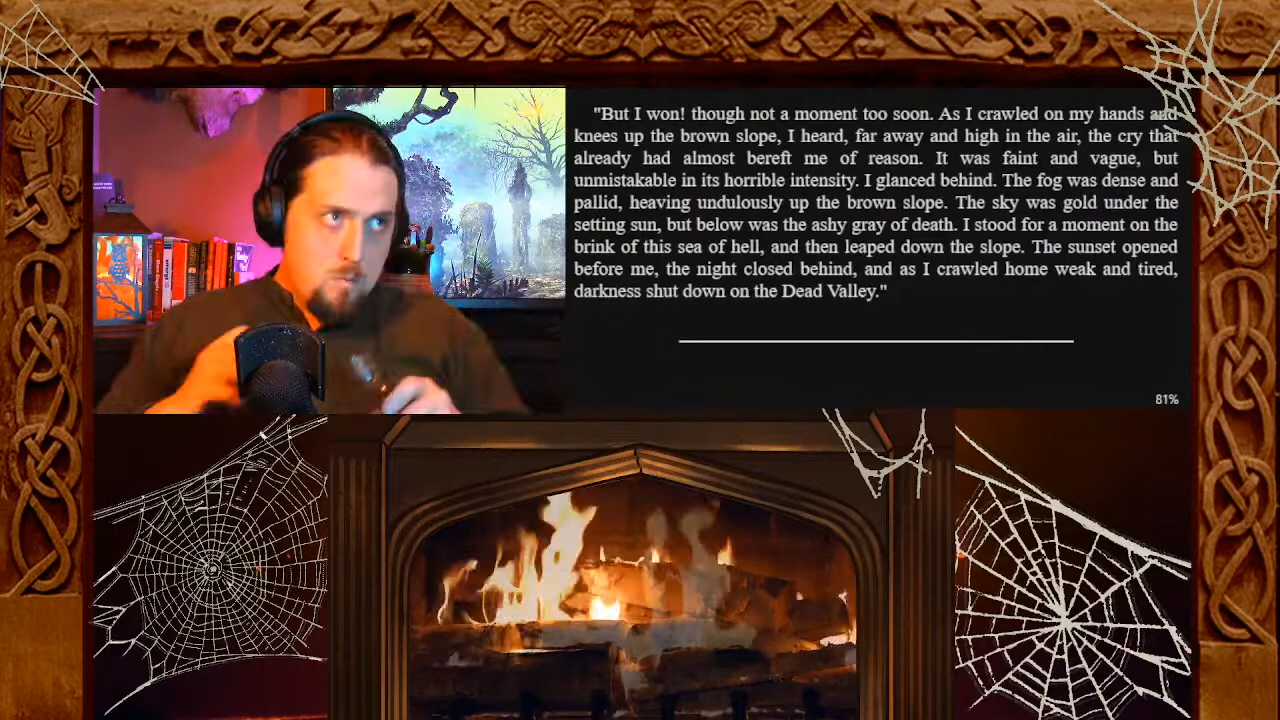 "But I won! though not a moment too soon. As I crawled on my hands and
knees up the brown slope, I heard, far away and high in the air, the cry that
already had almost bereft me of reason. It was faint and vague, but
unmistakable in its horrible intensity. I glanced behind. The fog was dense and
pallid, heaving undulously up the brown slope. The sky was gold under the
setting sun, but below was the ashy gray of death. I stood for a moment on the
brink of this sea of hell, and then leaped down the slope. The sunset opened
before me, the night closed behind, and as I crawled home weak and tired,
darkness shut down on the Dead Valley."
81%